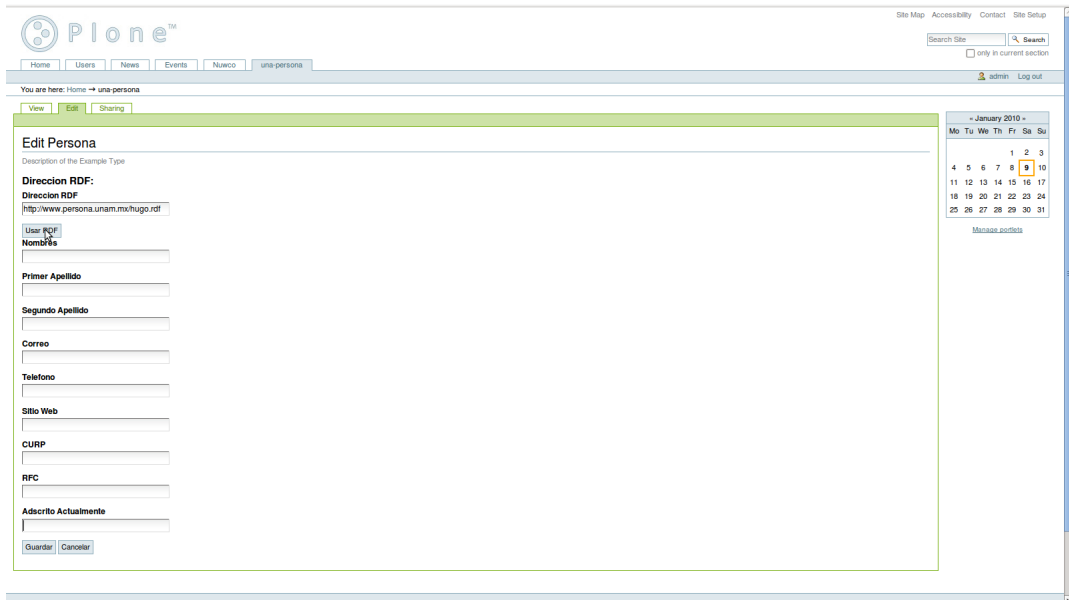 Site Map Accessibility Contact Site Setup
Plone™
Search Site Search
only in current section
Home Users News Events Nuwco una-persona
admin Log out
You are here: Home → una-persona
View Edit Sharing
Edit Persona
Description of the Example Type
Direccion RDF:
Direccion RDF
http://www.persona.unam.mx/hugo.rdf
Usar RDF
Nombres
Primer Apellido
Segundo Apellido
Correo
Telefono
Sitio Web
CURP
RFC
Adscrito Actualmente
Guardar Cancelar
« January 2010 »
Mo Tu We Th Fr Sa Su
1 2 3
4 5 6 7 8 9 10
11 12 13 14 15 16 17
18 19 20 21 22 23 24
25 26 27 28 29 30 31
Manage portlets